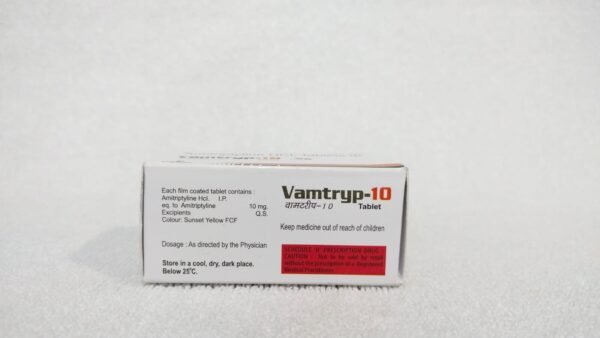 Each film coated tablet contains :
Amitriptyline Hcl. I.P.
eq. to Amitriptyline 10 mg.
Excipients Q.S.
Colour: Sunset Yellow FCF
Dosage : As directed by the Physician
Store in a cool, dry, dark place.
Below 25°C.
Vamtryp-10
वामटरीप-10
Tablet
Keep medicine out of reach of children
SCHEDULE 'H' PRESCRIPTION DRUG
CAUTION : Not to be sold by retail
without the prescription of a Registered
Medical Practitioner.